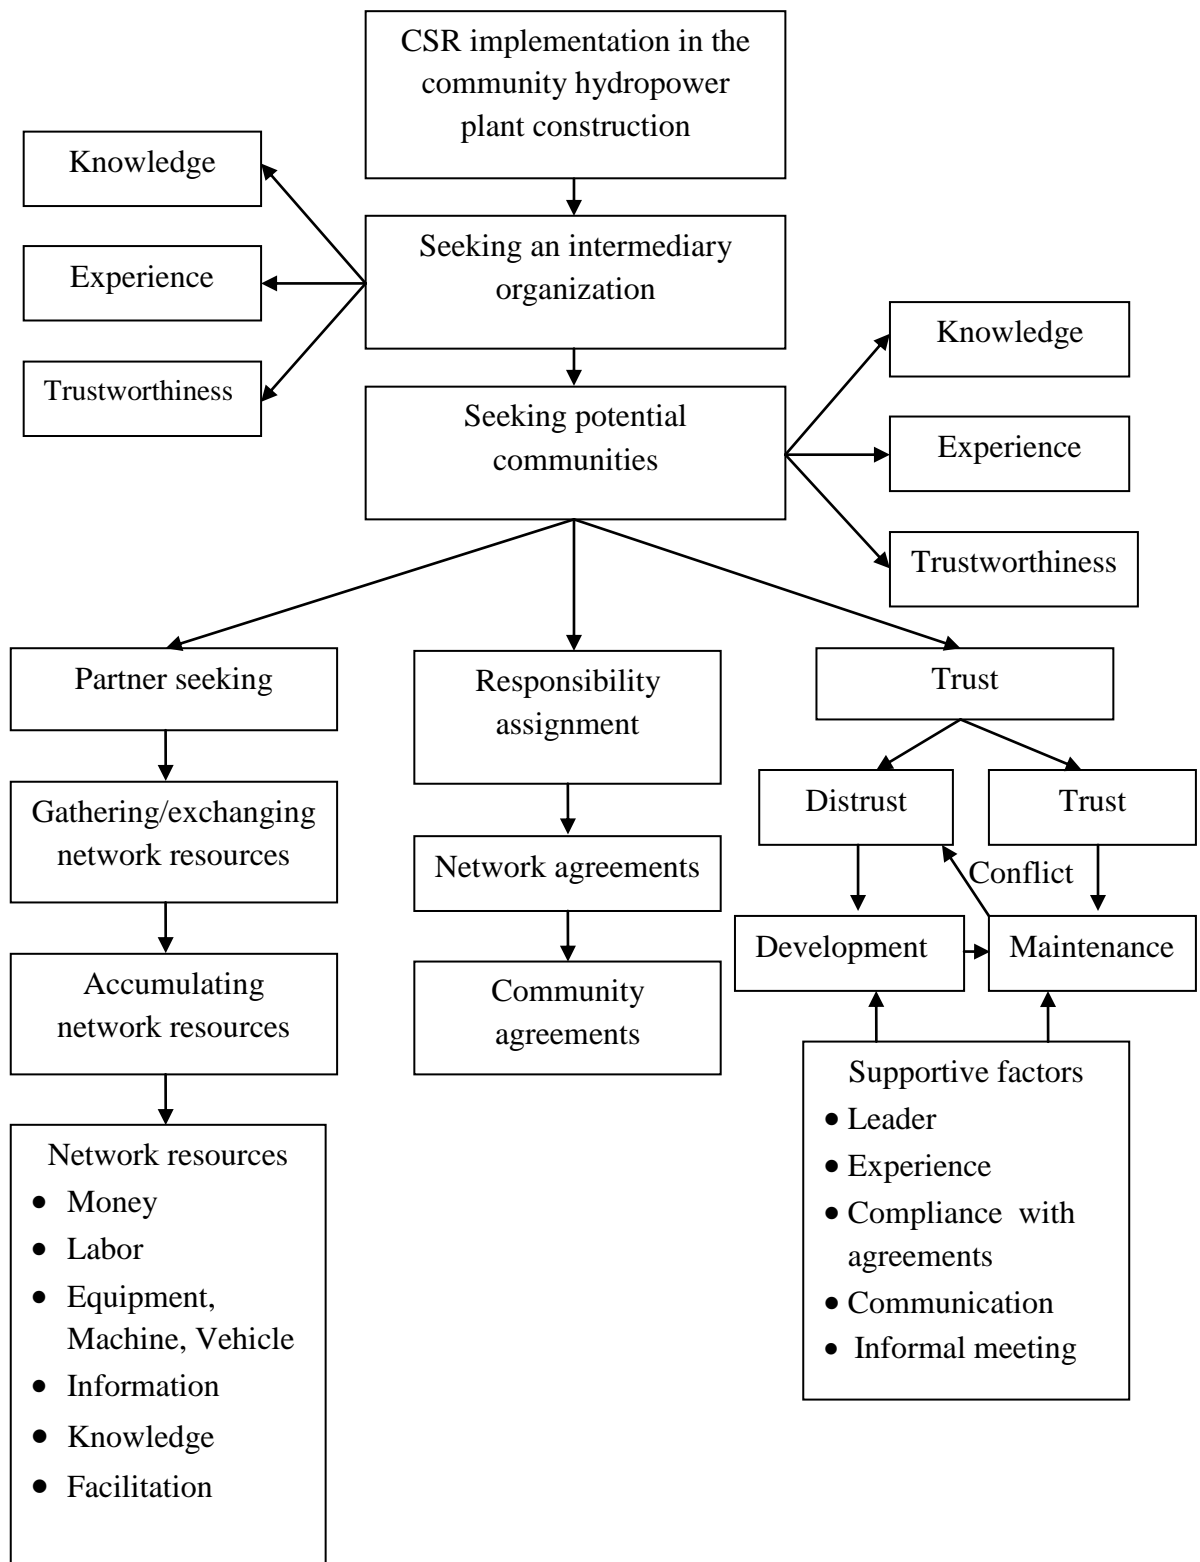 CSR implementation in the
community hydropower
plant construction
Knowledge
Experience
Trustworthiness
Seeking an intermediary
organization
Seeking potential
communities
Knowledge
Experience
Trustworthiness
Partner seeking
Gathering/exchanging
network resources
Accumulating
network resources
Network resources
• Money
• Labor
• Equipment,
Machine, Vehicle
• Information
• Knowledge
• Facilitation
Responsibility
assignment
Network agreements
Community
agreements
Trust
Distrust
Trust
Conflict
Development
Maintenance
Supportive factors
• Leader
• Experience
• Compliance with
agreements
• Communication
• Informal meeting